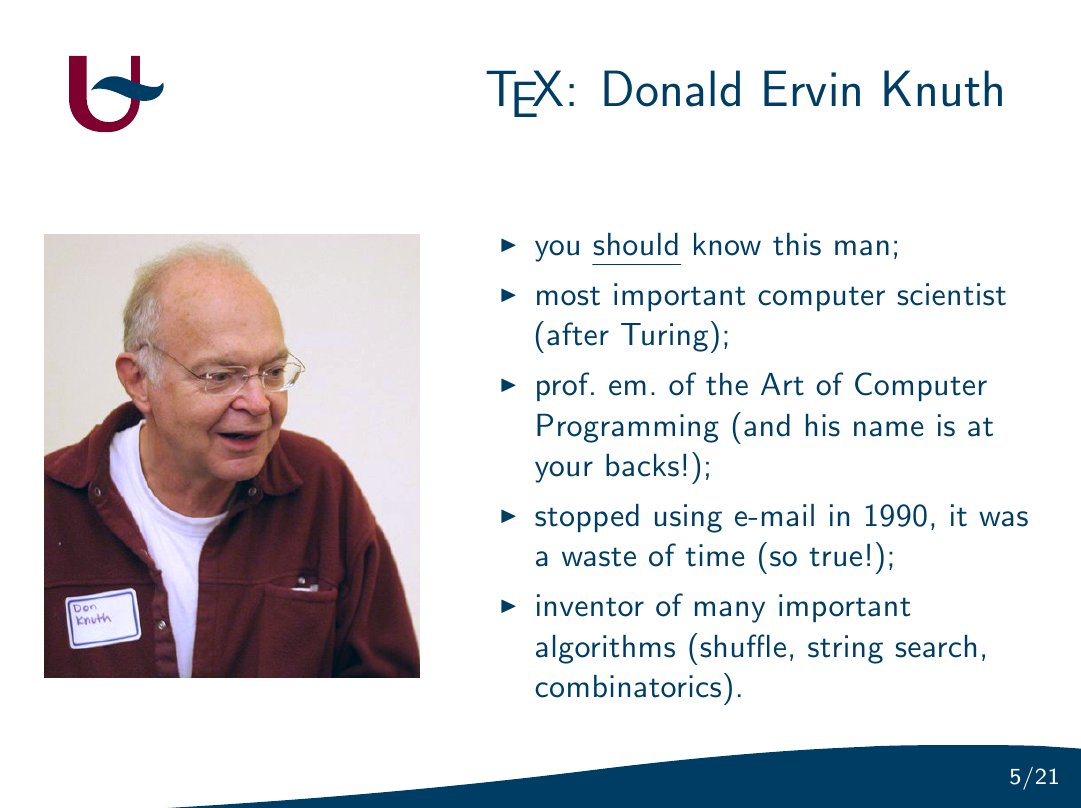 TEX: Donald Ervin Knuth
▶ you should know this man;
▶ most important computer scientist
(after Turing);
▶ prof. em. of the Art of Computer
Programming (and his name is at
your backs!);
▶ stopped using e-mail in 1990, it was
a waste of time (so true!);
▶ inventor of many important
algorithms (shuffle, string search,
combinatorics).
Don
Knuth
5/21